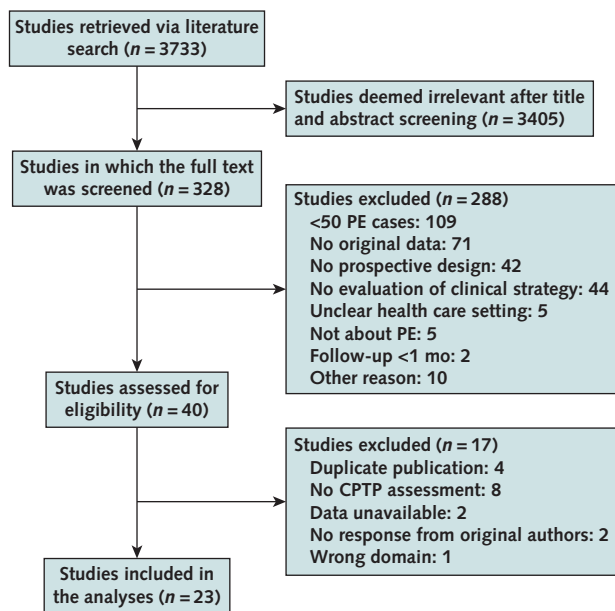 Studies retrieved via literature
search (n = 3733)
Studies deemed irrelevant after title
and abstract screening (n = 3405)
Studies in which the full text
was screened (n = 328)
Studies excluded (n = 288)
<50 PE cases: 109
No original data: 71
No prospective design: 42
No evaluation of clinical strategy: 44
Unclear health care setting: 5
Not about PE: 5
Follow-up <1 mo: 2
Other reason: 10
Studies assessed for
eligibility (n = 40)
Studies excluded (n = 17)
Duplicate publication: 4
No CPTP assessment: 8
Data unavailable: 2
No response from original authors: 2
Wrong domain: 1
Studies included in
the analyses (n = 23)